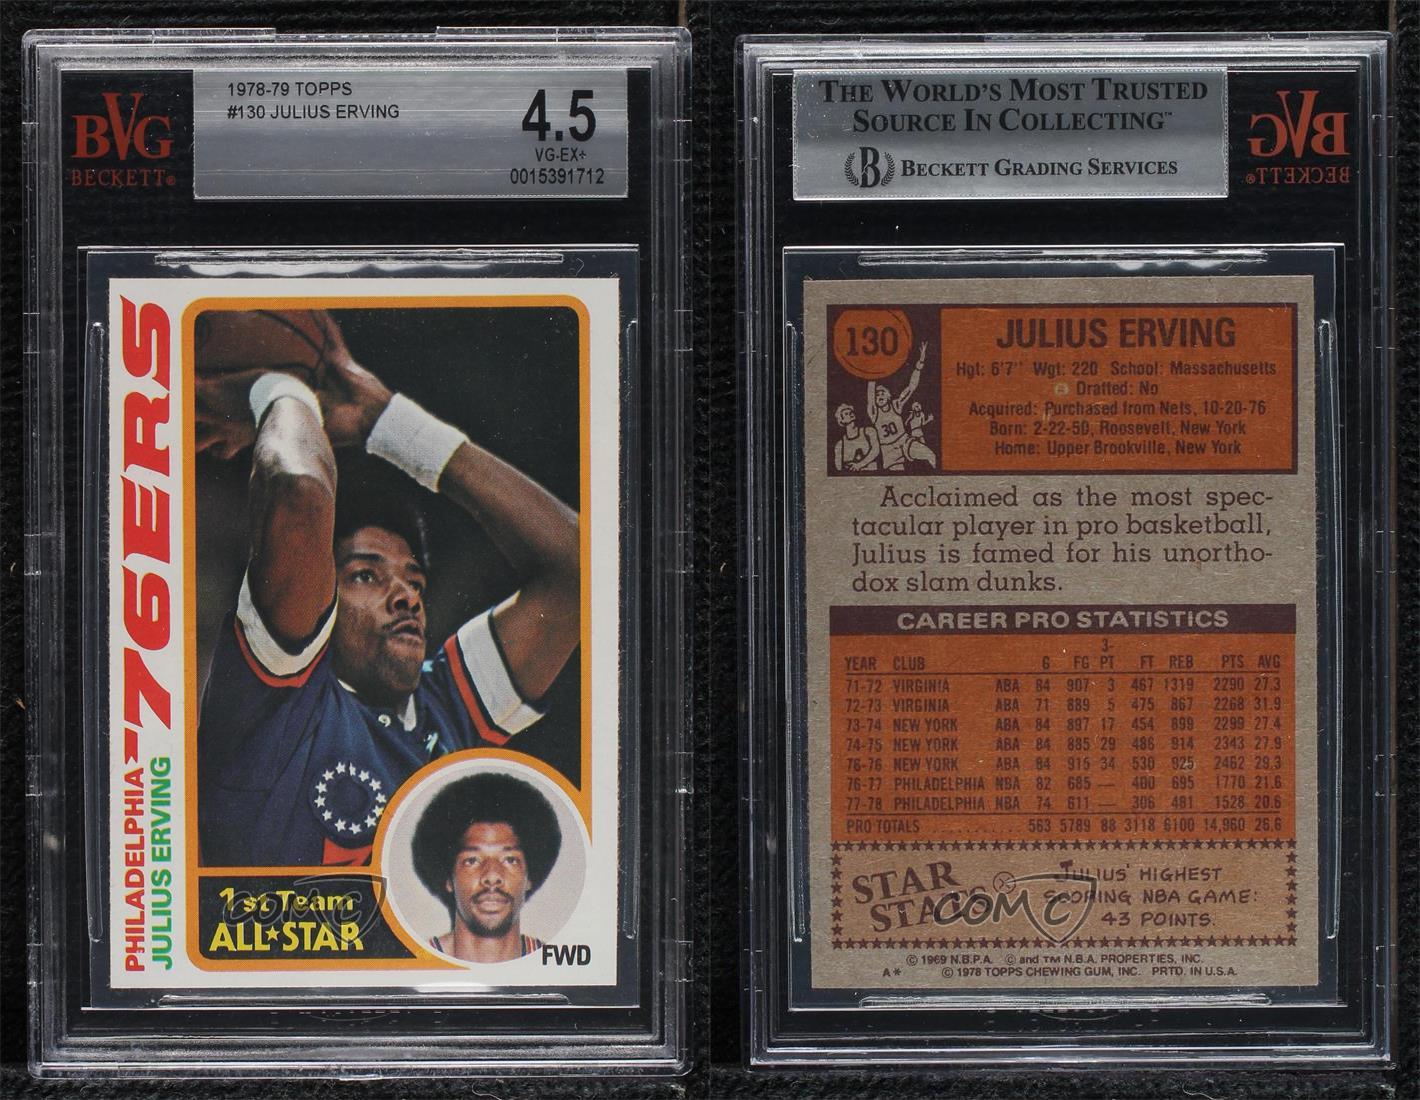 BVG
BECKETT®
1978-79 TOPPS
#130 JULIUS ERVING
4.5
VG-EX+
0015391712
PHILADELPHIA 76ERS
JULIUS ERVING
1st Team
ALL★STAR
FWD
COMC
THE WORLD'S MOST TRUSTED
SOURCE IN COLLECTING™
B BECKETT GRADING SERVICES
BVG
BECKETT®
130
30
JULIUS ERVING
Hgt: 6'7" Wgt: 220 School: Massachusetts
Drafted: No
Acquired: Purchased from Nets, 10-20-76
Born: 2-22-50, Roosevelt, New York
Home: Upper Brookville, New York
Acclaimed as the most spec-
tacular player in pro basketball,
Julius is famed for his unortho-
dox slam dunks.
CAREER PRO STATISTICS
YEAR CLUB G FG 3-PT FT REB PTS AVG
71-72 VIRGINIA ABA 84 907 3 467 1319 2290 27.3
72-73 VIRGINIA ABA 71 889 5 475 867 2268 31.9
73-74 NEW YORK ABA 84 897 17 454 899 2299 27.4
74-75 NEW YORK ABA 84 885 29 486 914 2343 27.9
75-76 NEW YORK ABA 84 915 34 530 925 2462 29.3
76-77 PHILADELPHIA NBA 82 685 — 400 695 1770 21.6
77-78 PHILADELPHIA NBA 74 611 — 306 481 1528 20.6
PRO TOTALS 563 5789 88 3118 6100 14,960 26.6
STAR
STATS
JULIUS' HIGHEST
SCORING NBA GAME:
43 POINTS.
COMC
© 1969 N.B.P.A. © and TM N.B.A. PROPERTIES, INC.
A* © 1978 TOPPS CHEWING GUM, INC. PRTD. IN U.S.A.